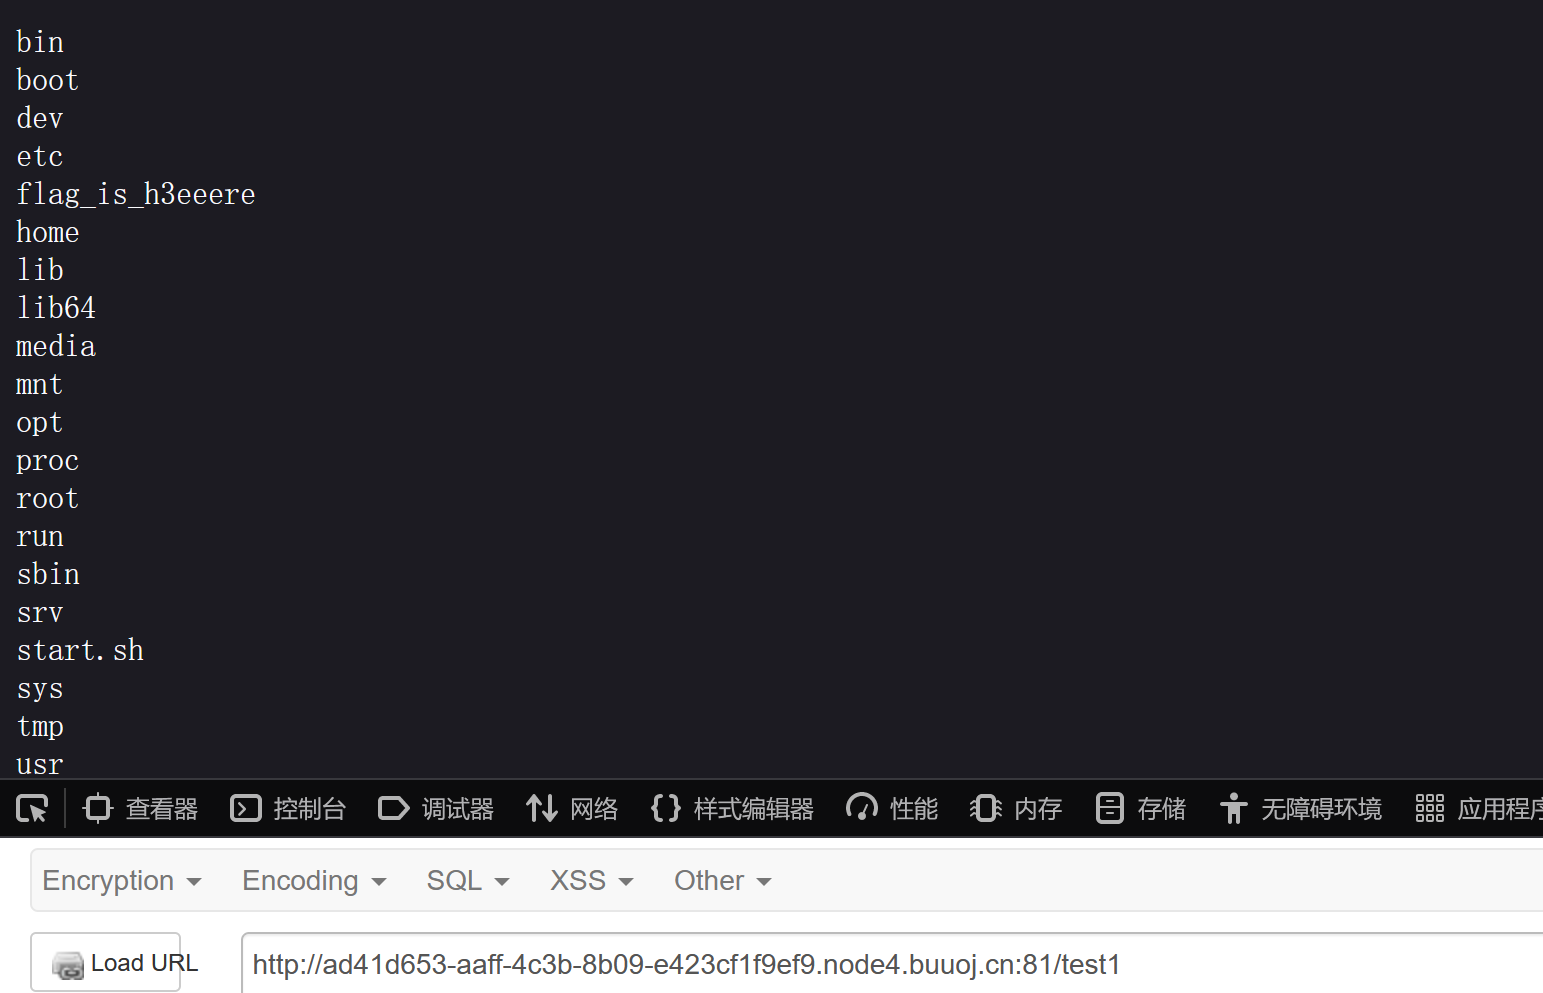 bin
boot
dev
etc
flag_is_h3eeere
home
lib
lib64
media
mnt
opt
proc
root
run
sbin
srv
start.sh
sys
tmp
usr
查看器 控制台 调试器 网络 样式编辑器 性能 内存 存储 无障碍环境 应用程序
Encryption Encoding SQL XSS Other
Load URL http://ad41d653-aaff-4c3b-8b09-e423cf1f9ef9.node4.buuoj.cn:81/test1